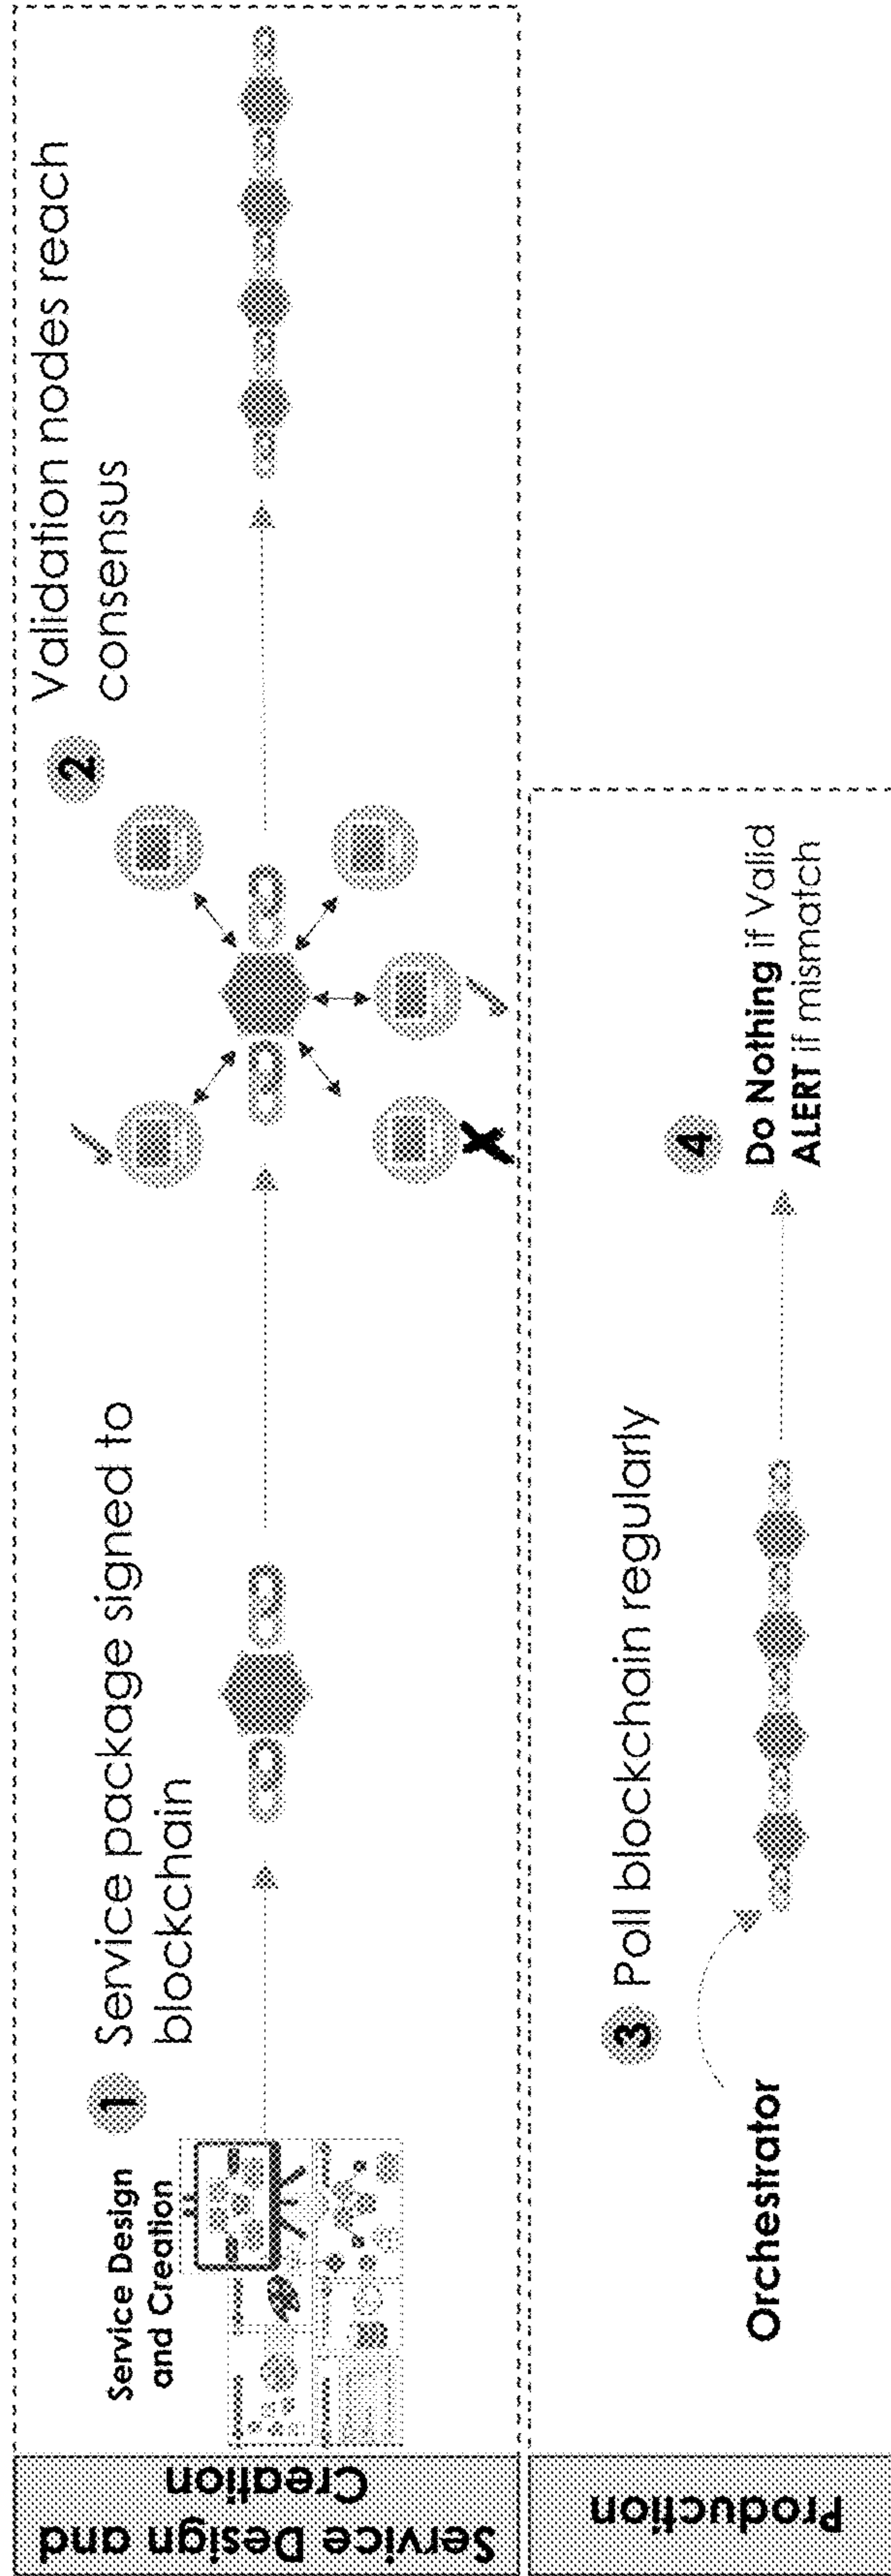 Service Design and
Creation
Service Design
and Creation
1
Service package signed to
blockchain
2
Validation nodes reach
consensus
Production
Orchestrator
3
Poll blockchain regularly
4
Do Nothing if Valid
ALERT if mismatch